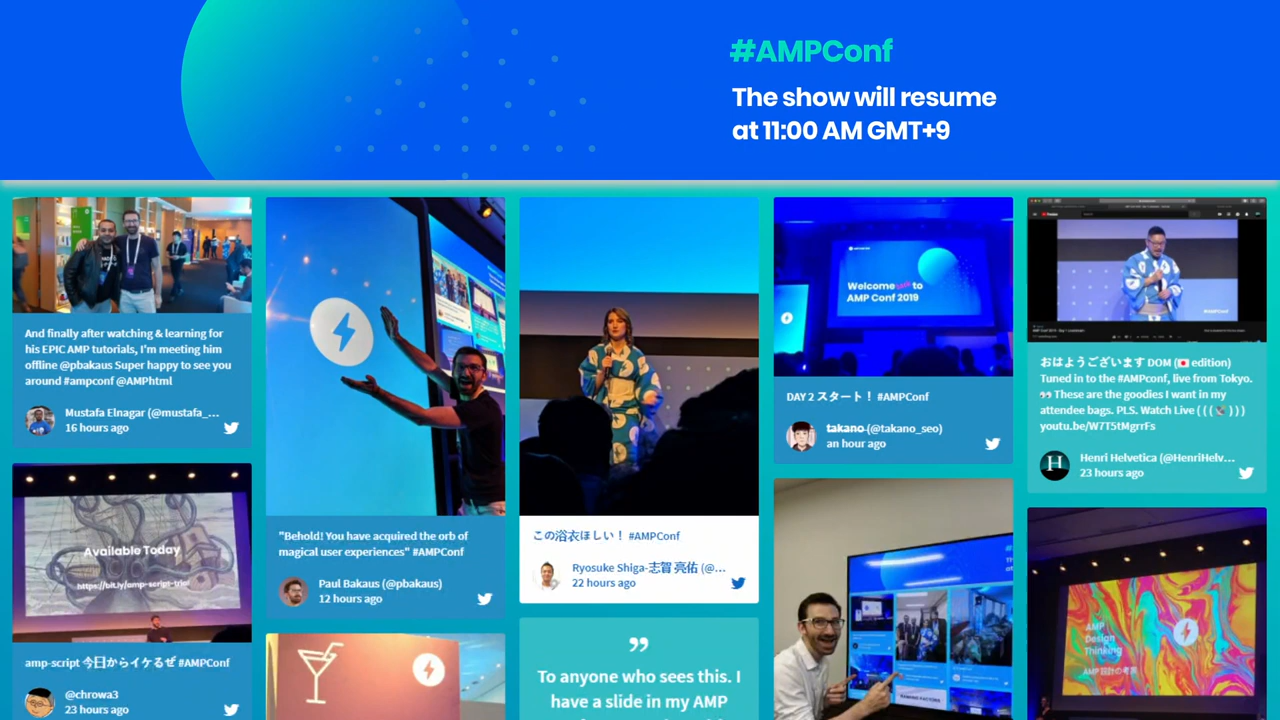 #AMPConf
The show will resume
at 11:00 AM GMT+9
And finally after watching & learning for
his EPIC AMP tutorials, I'm meeting him
offline @pbakaus Super happy to see you
around #ampconf @AMPhtml
Mustafa Elnagar (@mustafa_...
16 hours ago
Available Today
https://bit.ly/amp-script-trial
amp-script 今日からイケるぜ #AMPConf
@chrowa3
23 hours ago
"Behold! You have acquired the orb of
magical user experiences" #AMPConf
Paul Bakaus (@pbakaus)
12 hours ago
この浴衣ほしい！ #AMPConf
Ryosuke Shiga-志賀 亮佑 (@...
22 hours ago
”
To anyone who sees this. I
have a slide in my AMP
Welcome to
AMP Conf 2019
DAY 2 スタート！ #AMPConf
takano (@takano_seo)
an hour ago
RANKING FACTORS
#AMPConf
おはようございます DOM (🇯🇵 edition)
Tuned in to the #AMPconf, live from Tokyo.
👀 These are the goodies I want in my
attendee bags. PLS. Watch Live ( ( ( 📡 ) ) )
youtu.be/W7T5tMgrrFs
H
Henri Helvetica (@HenriHelv...
23 hours ago
AMP
Design
Thinking
AMP設計の考え